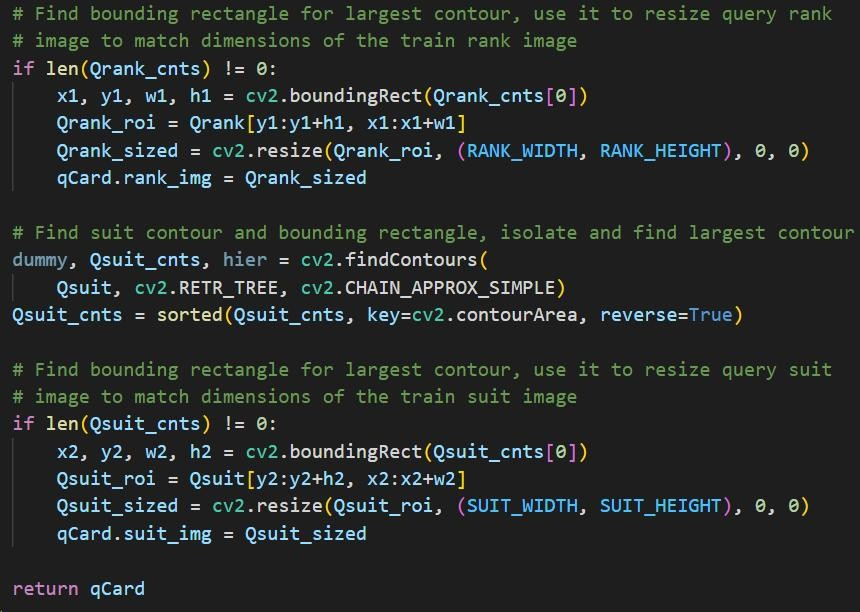 # Find bounding rectangle for largest contour, use it to resize query rank
# image to match dimensions of the train rank image
if len(Qrank_cnts) != 0:
    x1, y1, w1, h1 = cv2.boundingRect(Qrank_cnts[0])
    Qrank_roi = Qrank[y1:y1+h1, x1:x1+w1]
    Qrank_sized = cv2.resize(Qrank_roi, (RANK_WIDTH, RANK_HEIGHT), 0, 0)
    qCard.rank_img = Qrank_sized

# Find suit contour and bounding rectangle, isolate and find largest contour
dummy, Qsuit_cnts, hier = cv2.findContours(
    Qsuit, cv2.RETR_TREE, cv2.CHAIN_APPROX_SIMPLE)
Qsuit_cnts = sorted(Qsuit_cnts, key=cv2.contourArea, reverse=True)

# Find bounding rectangle for largest contour, use it to resize query suit
# image to match dimensions of the train suit image
if len(Qsuit_cnts) != 0:
    x2, y2, w2, h2 = cv2.boundingRect(Qsuit_cnts[0])
    Qsuit_roi = Qsuit[y2:y2+h2, x2:x2+w2]
    Qsuit_sized = cv2.resize(Qsuit_roi, (SUIT_WIDTH, SUIT_HEIGHT), 0, 0)
    qCard.suit_img = Qsuit_sized

return qCard